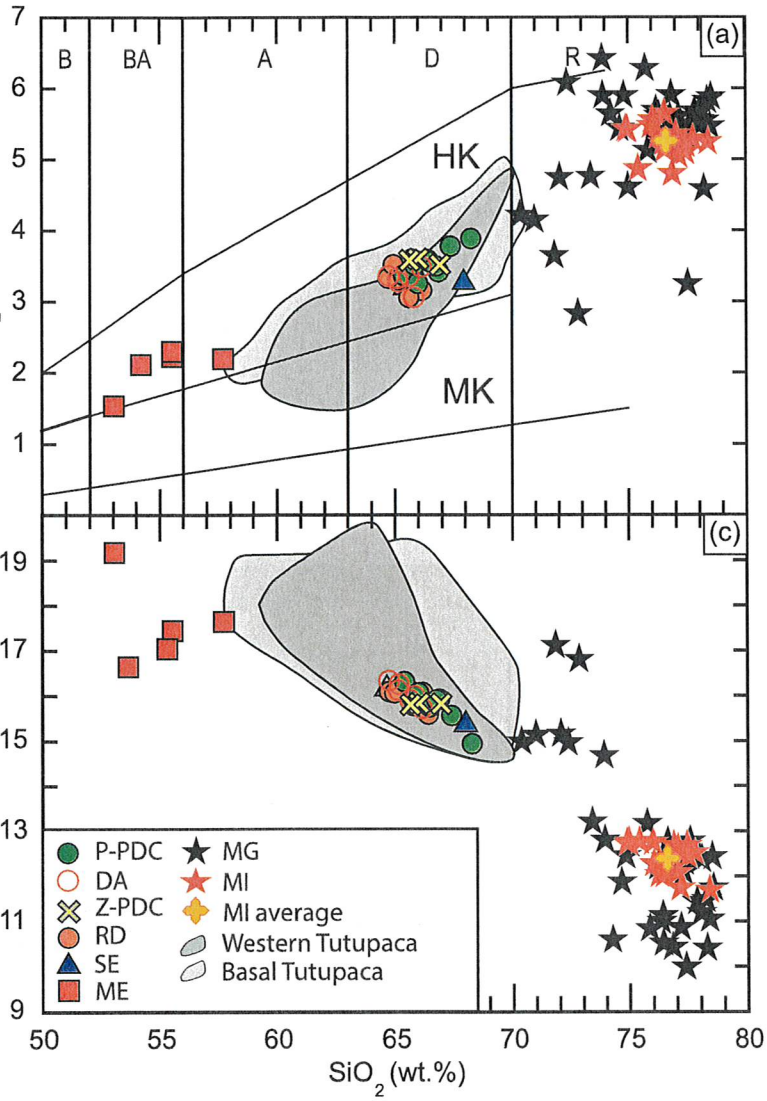 7
(a)
B BA A D R
6
HK
5
4
3
2
MK
1
(c)
19
17
15
13
P-PDC MG
DA MI
Z-PDC MI average
RD Western Tutupaca
SE Basal Tutupaca
ME
11
9
50 55 60 65 70 75 80
SiO2 (wt.%)